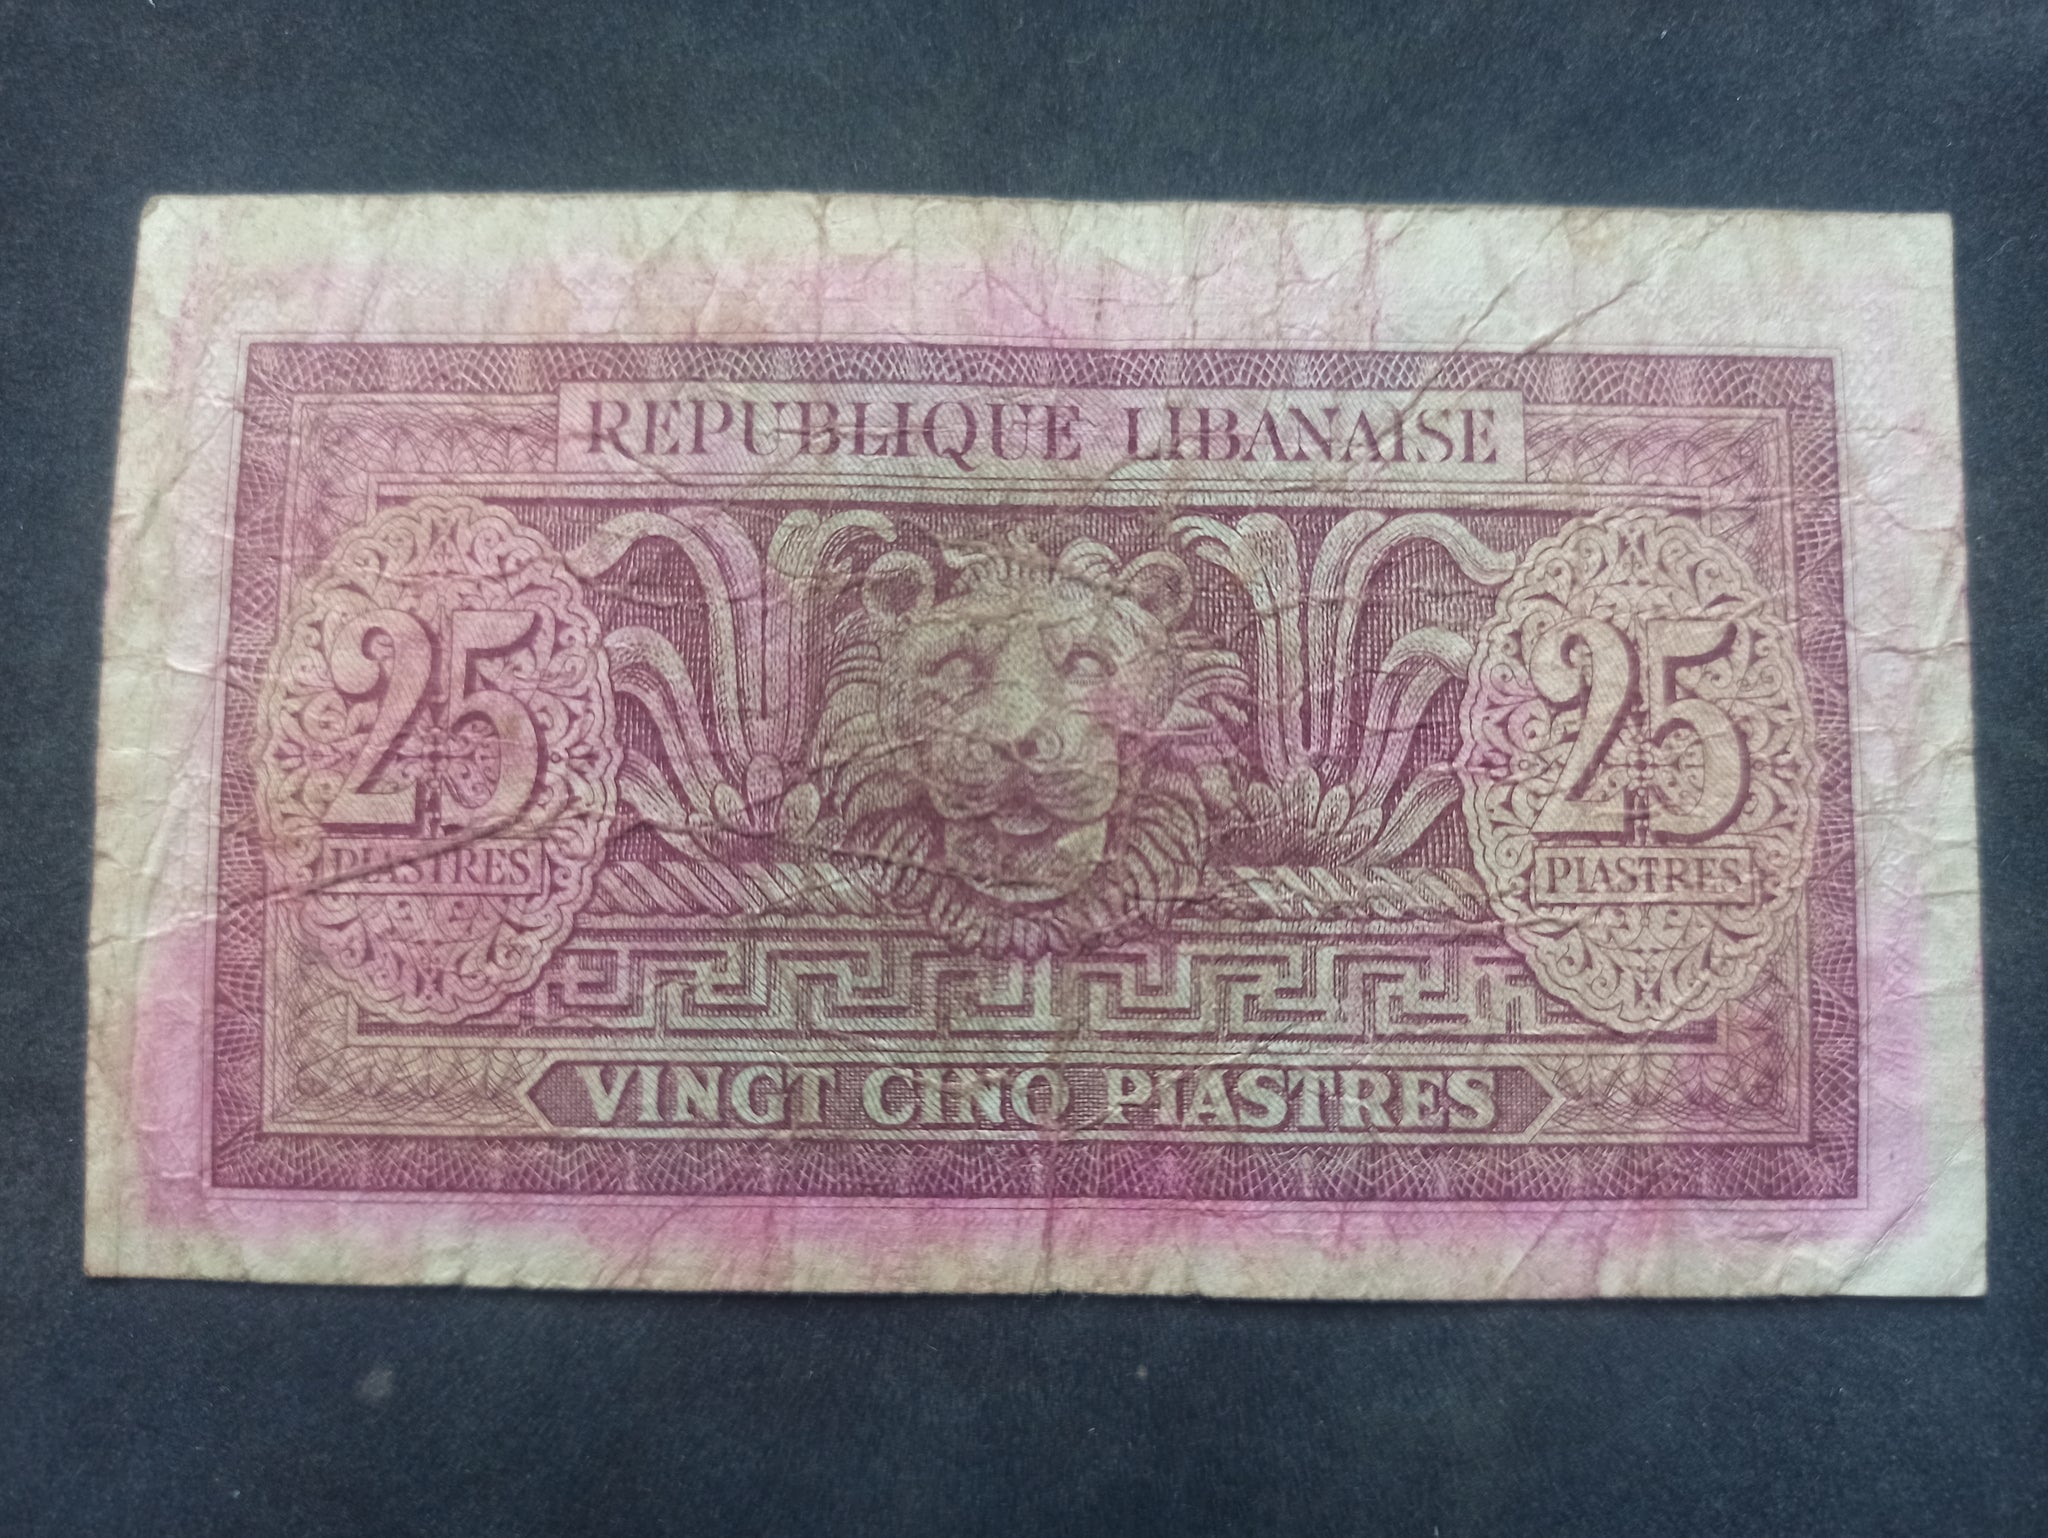 REPUBLIQUE LIBANAISE
25
PIASTRES
25
PIASTRES
VINGT CINQ PIASTRES